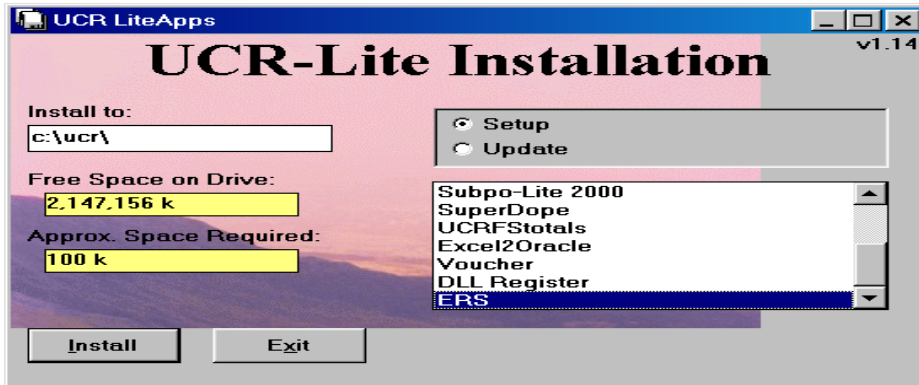 UCR LiteApps
v1.14
UCR-Lite Installation
Install to:
c:\ucr\
Setup
Update
Free Space on Drive:
2,147,156 k
Approx. Space Required:
100 k
Subpo-Lite 2000
SuperDope
UCRFStotals
Excel2Oracle
Voucher
DLL Register
ERS
Install
Exit